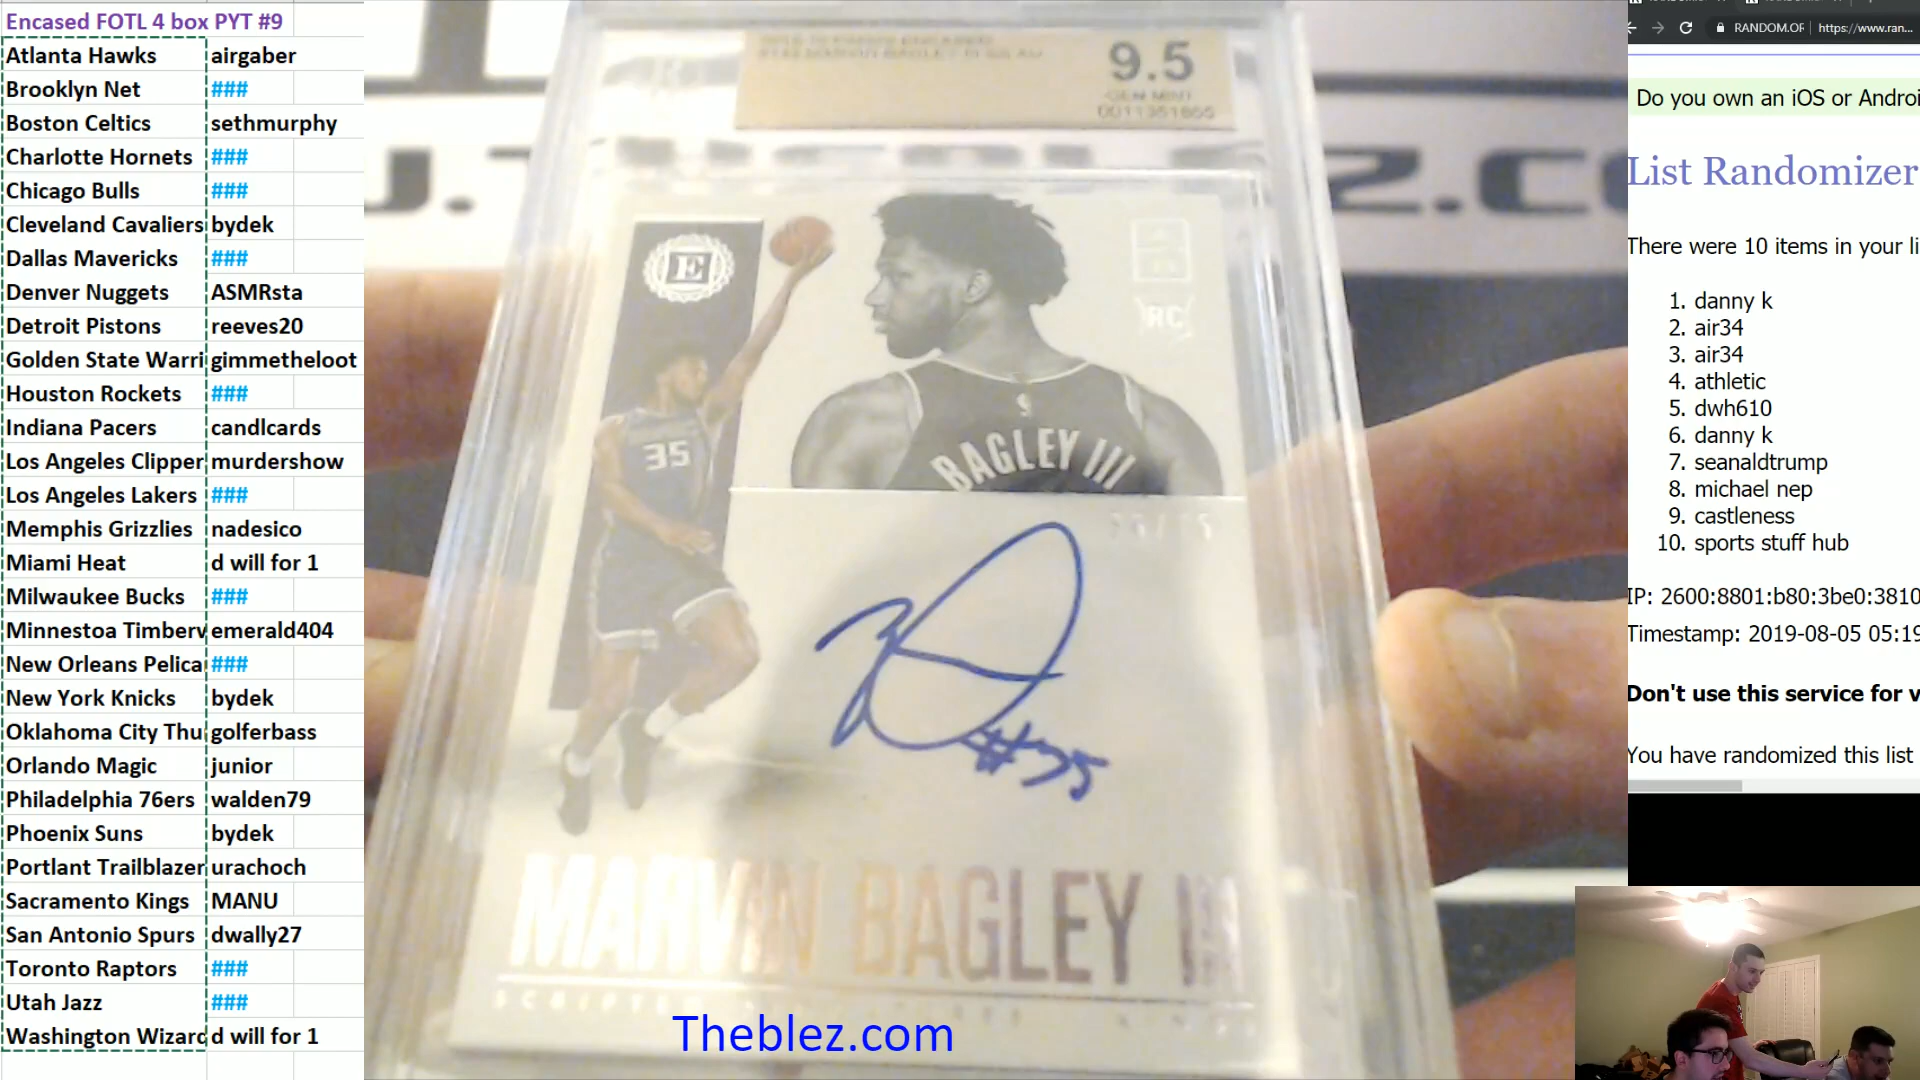 Encased FOTL 4 box PYT #9
Atlanta Hawks airgaber
Brooklyn Net ###
Boston Celtics sethmurphy
Charlotte Hornets ###
Chicago Bulls ###
Cleveland Cavaliers bydek
Dallas Mavericks ###
Denver Nuggets ASMRsta
Detroit Pistons reeves20
Golden State Warri gimmetheloot
Houston Rockets ###
Indiana Pacers candlcards
Los Angeles Clipper murdershow
Los Angeles Lakers ###
Memphis Grizzlies nadesico
Miami Heat d will for 1
Milwaukee Bucks ###
Minnestoa Timberv emerald404
New Orleans Pelica ###
New York Knicks bydek
Oklahoma City Thu golferbass
Orlando Magic junior
Philadelphia 76ers walden79
Phoenix Suns bydek
Portlant Trailblazer urachoch
Sacramento Kings MANU
San Antonio Spurs dwally27
Toronto Raptors ###
Utah Jazz ###
Washington Wizard d will for 1
9.5
GEM MINT
0011351865
E
RC
35
BAGLEY III
#35
MARVIN BAGLEY III
Theblez.com
RANDOM.OR https://www.ran...
Do you own an iOS or Androi
List Randomizer
There were 10 items in your li
1. danny k
2. air34
3. air34
4. athletic
5. dwh610
6. danny k
7. seanaldtrump
8. michael nep
9. castleness
10. sports stuff hub
IP: 2600:8801:b80:3be0:3810
Timestamp: 2019-08-05 05:19
Don't use this service for v
You have randomized this list